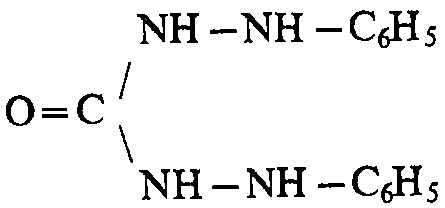 NH – NH – C₆H₅
O = C
NH – NH – C₆H₅